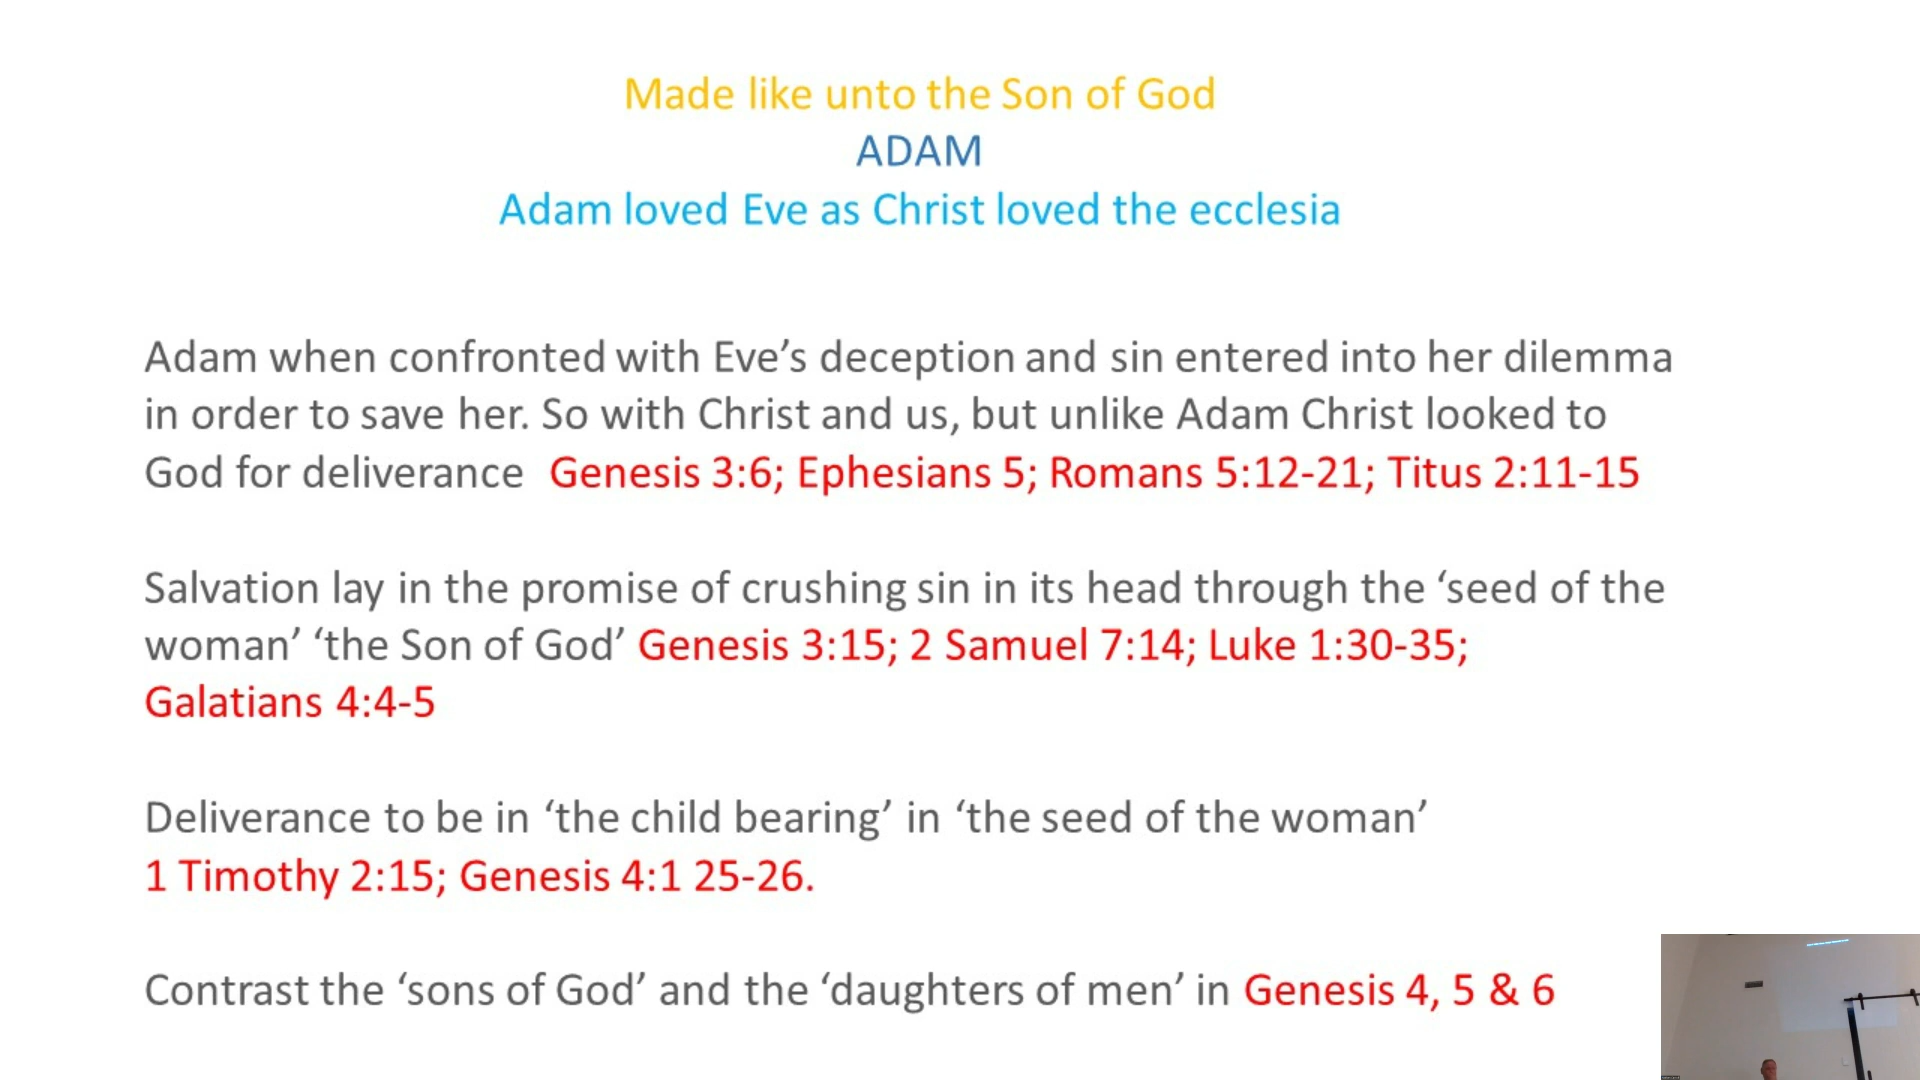 Made like unto the Son of God
ADAM
Adam loved Eve as Christ loved the ecclesia
Adam when confronted with Eve’s deception and sin entered into her dilemma
in order to save her. So with Christ and us, but unlike Adam Christ looked to
God for deliverance Genesis 3:6; Ephesians 5; Romans 5:12-21; Titus 2:11-15
Salvation lay in the promise of crushing sin in its head through the ‘seed of the
woman’ ‘the Son of God’ Genesis 3:15; 2 Samuel 7:14; Luke 1:30-35;
Galatians 4:4-5
Deliverance to be in ‘the child bearing’ in ‘the seed of the woman’
1 Timothy 2:15; Genesis 4:1 25-26.
Contrast the ‘sons of God’ and the ‘daughters of men’ in Genesis 4, 5 & 6